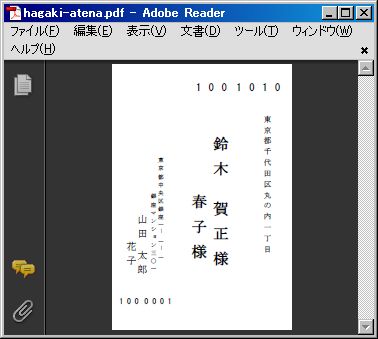 hagaki-atena.pdf - Adobe Reader
ファイル(F) 編集(E) 表示(V) 文書(D) ツール(T) ウィンドウ(W)
ヘルプ(H)
1001010
東京都千代田区丸の内一丁目
鈴木 賀正様
春子様
東京都中央区銀座一-一-一
銀座マンション三〇一
山田 太郎
花子
1000001